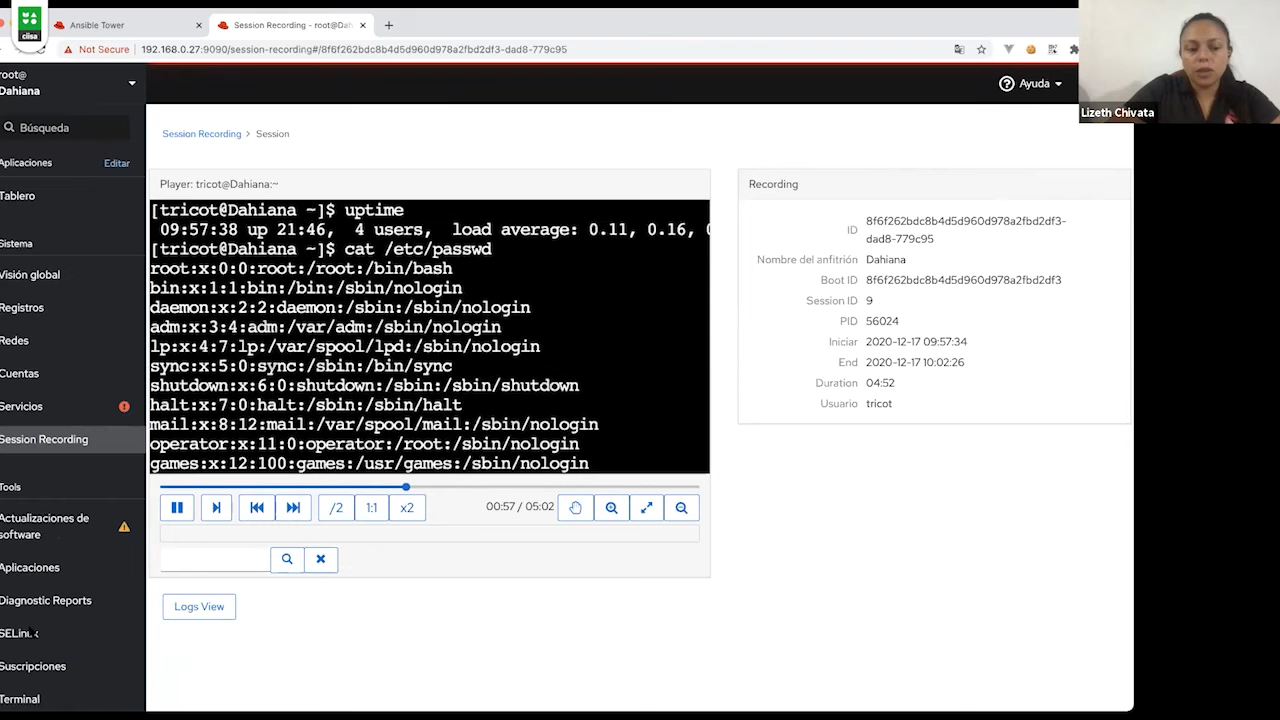 clisa
Ansible Tower
Session Recording - root@Dah
Not Secure
192.168.0.27:9090/session-recording#/8f6f262bdc8b4d5d960d978a2fbd2df3-dad8-779c95
Lizeth Chivata
root@
Dahiana
Búsqueda
Aplicaciones
Editar
Tablero
Sistema
Visión global
Registros
Redes
Cuentas
Servicios
Session Recording
Tools
Actualizaciones de
software
Aplicaciones
Diagnostic Reports
SELinux
Suscripciones
Terminal
Ayuda
Session Recording > Session
Player: tricot@Dahiana:~
[tricot@Dahiana ~]$ uptime
09:57:38 up 21:46, 4 users, load average: 0.11, 0.16, 0
[tricot@Dahiana ~]$ cat /etc/passwd
root:x:0:0:root:/root:/bin/bash
bin:x:1:1:bin:/bin:/sbin/nologin
daemon:x:2:2:daemon:/sbin:/sbin/nologin
adm:x:3:4:adm:/var/adm:/sbin/nologin
lp:x:4:7:lp:/var/spool/lpd:/sbin/nologin
sync:x:5:0:sync:/sbin:/bin/sync
shutdown:x:6:0:shutdown:/sbin:/sbin/shutdown
halt:x:7:0:halt:/sbin:/sbin/halt
mail:x:8:12:mail:/var/spool/mail:/sbin/nologin
operator:x:11:0:operator:/root:/sbin/nologin
games:x:12:100:games:/usr/games:/sbin/nologin
/2
1:1
x2
00:57 / 05:02
Logs View
Recording
ID 8f6f262bdc8b4d5d960d978a2fbd2df3-
dad8-779c95
Nombre del anfitrión Dahiana
Boot ID 8f6f262bdc8b4d5d960d978a2fbd2df3
Session ID 9
PID 56024
Iniciar 2020-12-17 09:57:34
End 2020-12-17 10:02:26
Duration 04:52
Usuario tricot